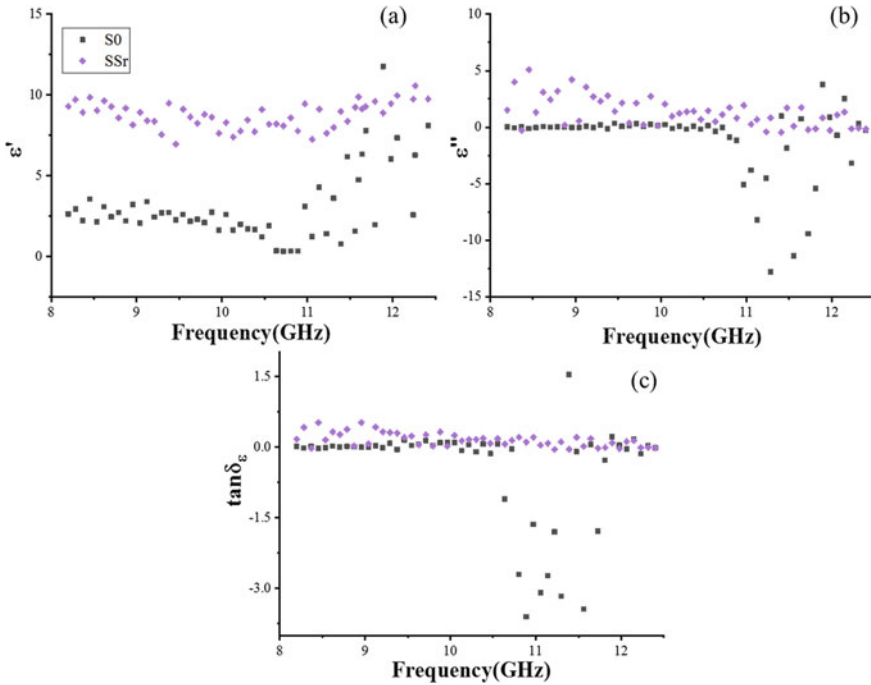 (a)
S0
SSr
15
10
5
0
ε'
8 9 10 11 12
Frequency(GHz)
(b)
10
5
0
-5
-10
-15
ε''
8 9 10 11 12
Frequency(GHz)
(c)
1.5
0.0
-1.5
-3.0
tanδε
8 9 10 11 12
Frequency(GHz)